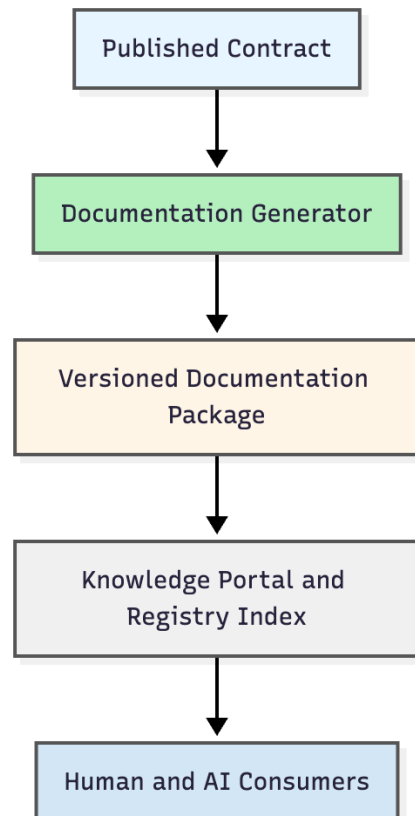 Published Contract
Documentation Generator
Versioned Documentation
Package
Knowledge Portal and
Registry Index
Human and AI Consumers